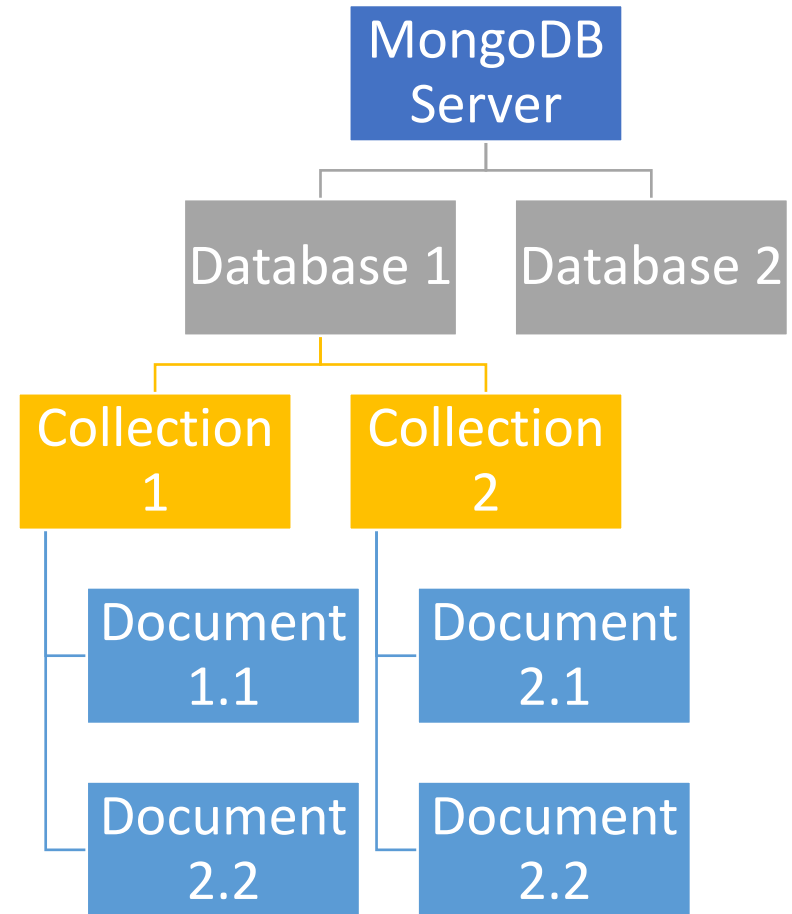 MongoDB
Server
Database 1
Database 2
Collection
1
Collection
2
Document
1.1
Document
2.1
Document
2.2
Document
2.2